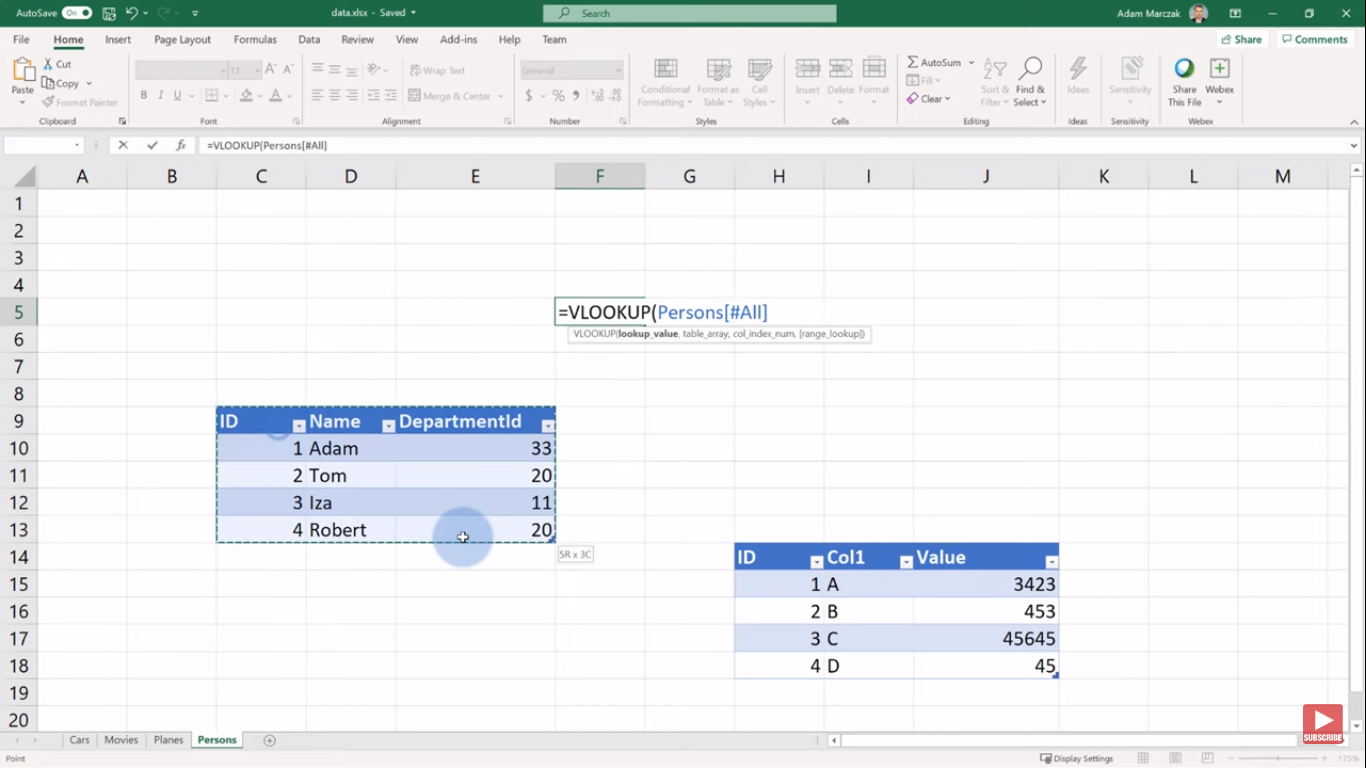 AutoSave On data.xlsx - Saved Search Adam Marczak
File Home Insert Page Layout Formulas Data Review View Add-ins Help Team Share Comments
Paste Cut Copy Format Painter
11 A A B I U A
Wrap Text Merge & Center
General $ % 9
Conditional Formatting Format as Table Cell Styles
Insert Delete Format
AutoSum Fill Clear Sort & Filter Find & Select
Ideas Sensitivity Share This File Webex
Clipboard Font Alignment Number Styles Cells Editing Ideas Sensitivity Webex
fx =VLOOKUP(Persons[#All]
A B C D E F G H I J K L M
1
2
3
4
5 =VLOOKUP(Persons[#All]
6 VLOOKUP(lookup_value, table_array, col_index_num, [range_lookup])
7
8
9 ID Name DepartmentId
10 1 Adam 33
11 2 Tom 20
12 3 Iza 11
13 4 Robert 20
5R x 3C
14 ID Col1 Value
15 1 A 3423
16 2 B 453
17 3 C 45645
18 4 D 45
19
20
SUBSCRIBE
Cars Movies Planes Persons
Point Display Settings 175%